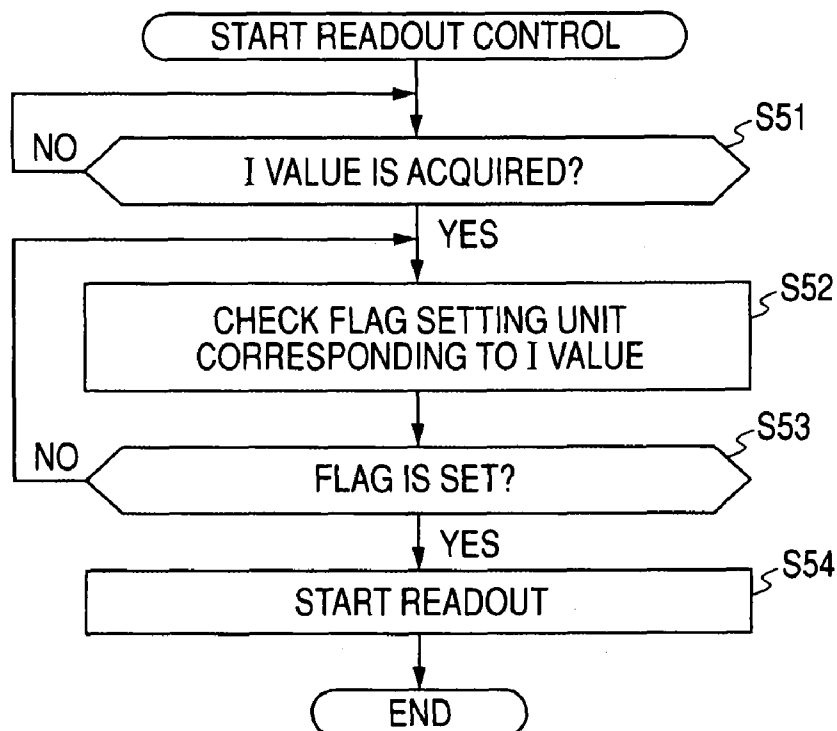 START READOUT CONTROL
S51
NO
I VALUE IS ACQUIRED?
YES
S52
CHECK FLAG SETTING UNIT
CORRESPONDING TO I VALUE
S53
NO
FLAG IS SET?
YES
S54
START READOUT
END